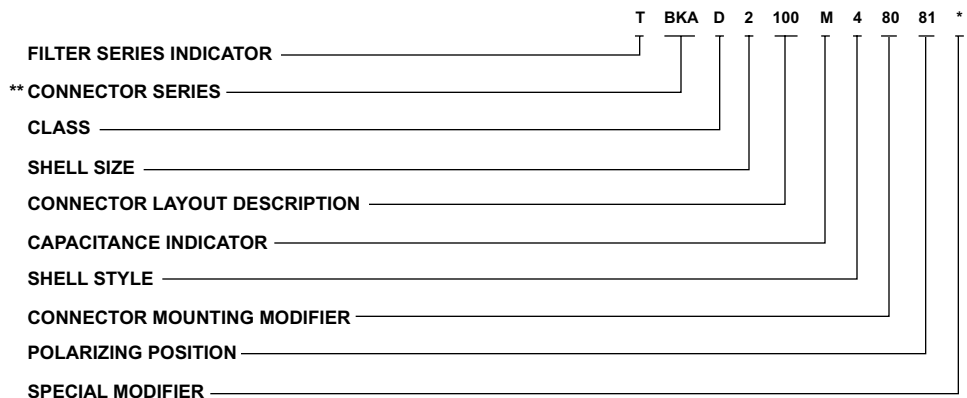 T BKA D 2 100 M 4 80 81 *
FILTER SERIES INDICATOR
** CONNECTOR SERIES
CLASS
SHELL SIZE
CONNECTOR LAYOUT DESCRIPTION
CAPACITANCE INDICATOR
SHELL STYLE
CONNECTOR MOUNTING MODIFIER
POLARIZING POSITION
SPECIAL MODIFIER